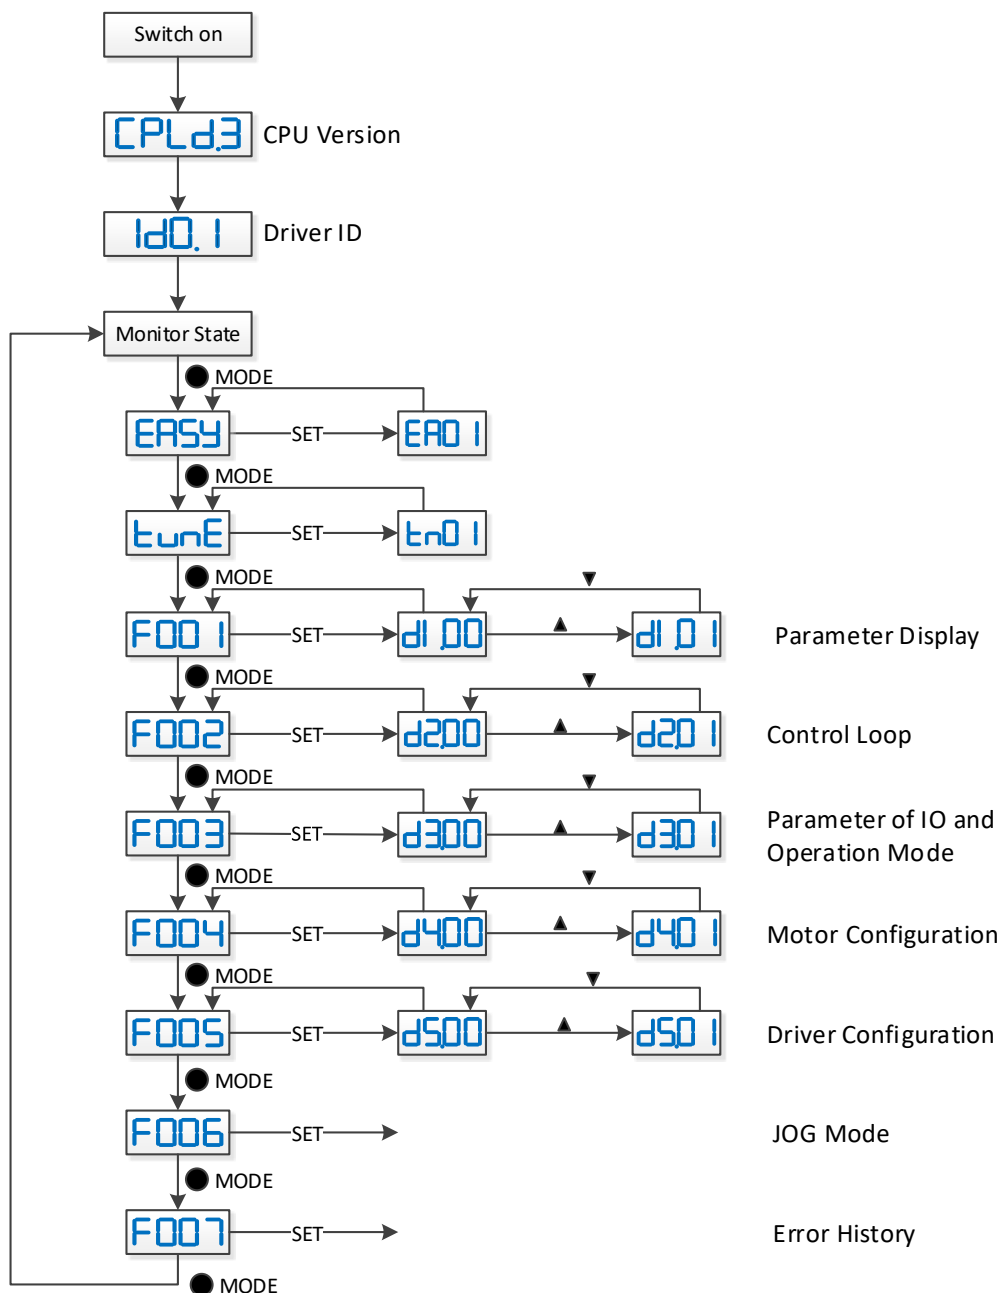 Switch on
CPLd.3 CPU Version
Id0.1 Driver ID
Monitor State
MODE
EASY SET EA01
MODE
tunE SET tn01
MODE
F001 SET d1.00 d1.01 Parameter Display
MODE
F002 SET d2.00 d2.01 Control Loop
MODE
F003 SET d3.00 d3.01 Parameter of IO and
Operation Mode
MODE
F004 SET d4.00 d4.01 Motor Configuration
MODE
F005 SET d5.00 d5.01 Driver Configuration
MODE
F006 SET JOG Mode
MODE
F007 SET Error History
MODE